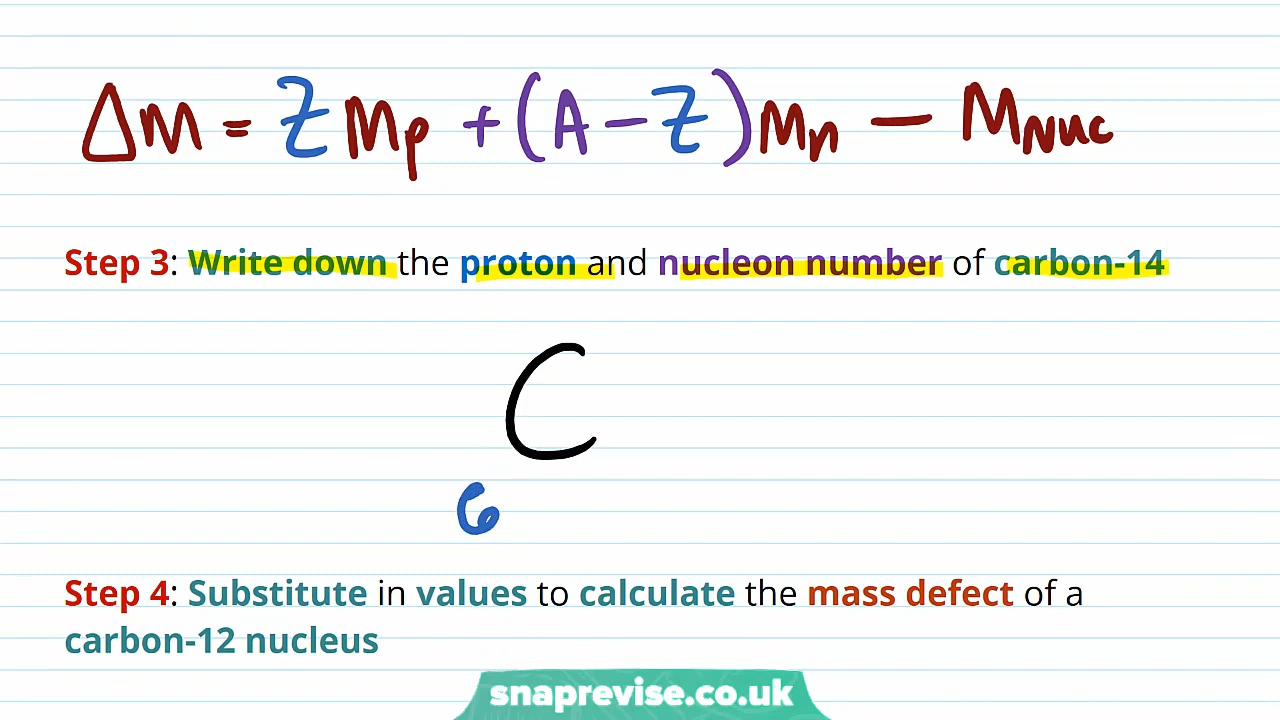 ΔM = Z Mp + (A − Z) Mn − MNuc
Step 3: Write down the proton and nucleon number of carbon-14
C
6
Step 4: Substitute in values to calculate the mass defect of a
carbon-12 nucleus
snaprevise.co.uk